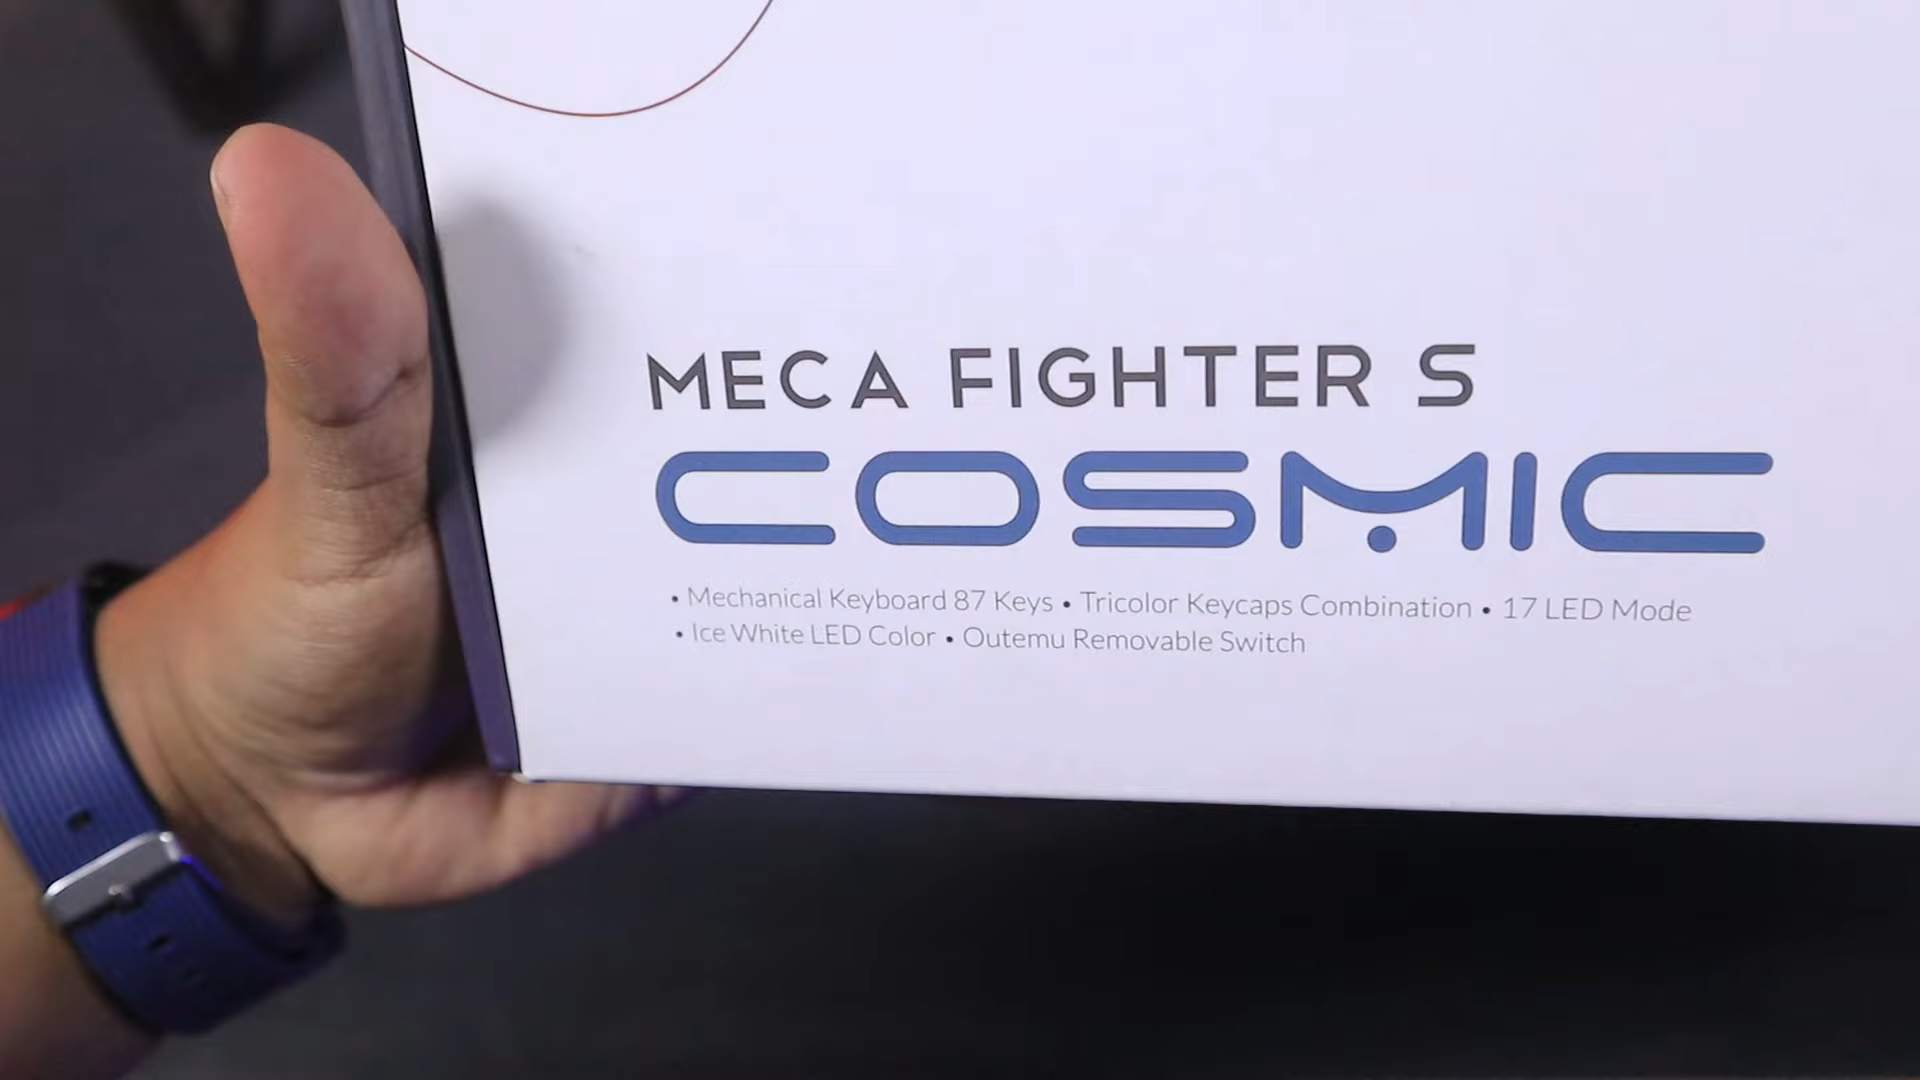 MECA FIGHTER S
COSMIC
• Mechanical Keyboard 87 Keys • Tricolor Keycaps Combination • 17 LED Mode
• Ice White LED Color • Outemu Removable Switch